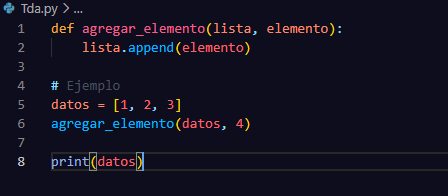 Tda.py > ...
1 def agregar_elemento(lista, elemento):
2     lista.append(elemento)
3
4 # Ejemplo
5 datos = [1, 2, 3]
6 agregar_elemento(datos, 4)
7
8 print(datos)